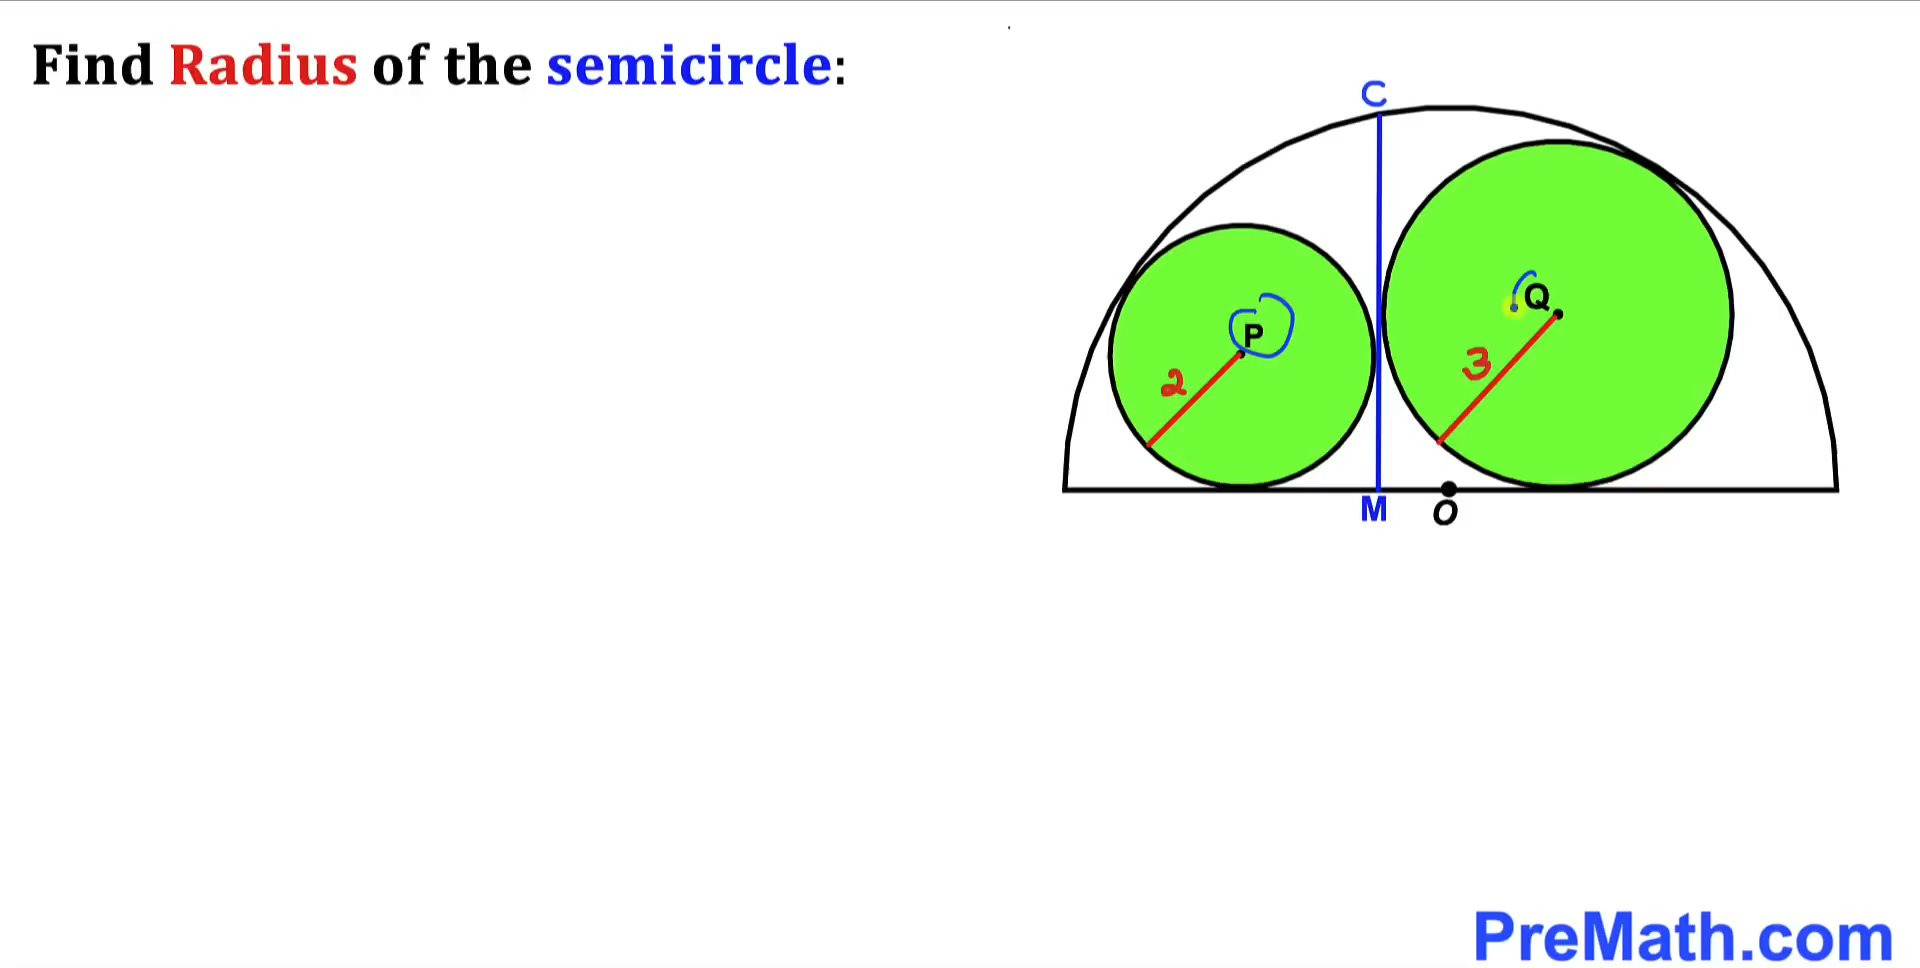 Find Radius of the semicircle:
C
Q
P
3
2
M
O
PreMath.com